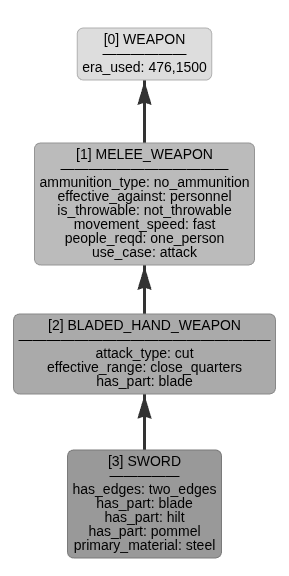 [0] WEAPON
era_used: 476,1500
[1] MELEE_WEAPON
ammunition_type: no_ammunition
effective_against: personnel
is_throwable: not_throwable
movement_speed: fast
people_reqd: one_person
use_case: attack
[2] BLADED_HAND_WEAPON
attack_type: cut
effective_range: close_quarters
has_part: blade
[3] SWORD
has_edges: two_edges
has_part: blade
has_part: hilt
has_part: pommel
primary_material: steel